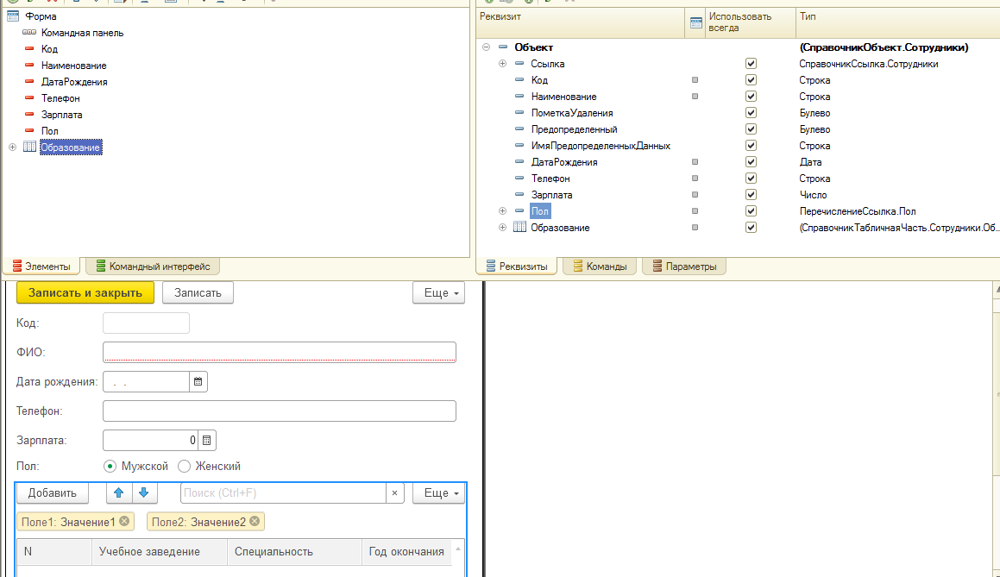 Форма
Командная панель
Код
Наименование
ДатаРождения
Телефон
Зарплата
Пол
Образование
Элементы
Командный интерфейс
Реквизит
Использовать всегда
Тип
Объект (СправочникОбъект.Сотрудники)
Ссылка СправочникСсылка.Сотрудники
Код Строка
Наименование Строка
ПометкаУдаления Булево
Предопределенный Булево
ИмяПредопределенныхДанных Строка
ДатаРождения Дата
Телефон Строка
Зарплата Число
Пол ПеречислениеСсылка.Пол
Образование (СправочникТабличнаяЧасть.Сотрудники.Об...
Реквизиты
Команды
Параметры
Записать и закрыть Записать Еще
Код:
ФИО:
Дата рождения: . .
Телефон:
Зарплата: 0
Пол: Мужской Женский
Добавить Поиск (Ctrl+F) × Еще
Поле1: Значение1 Поле2: Значение2
N Учебное заведение Специальность Год окончания